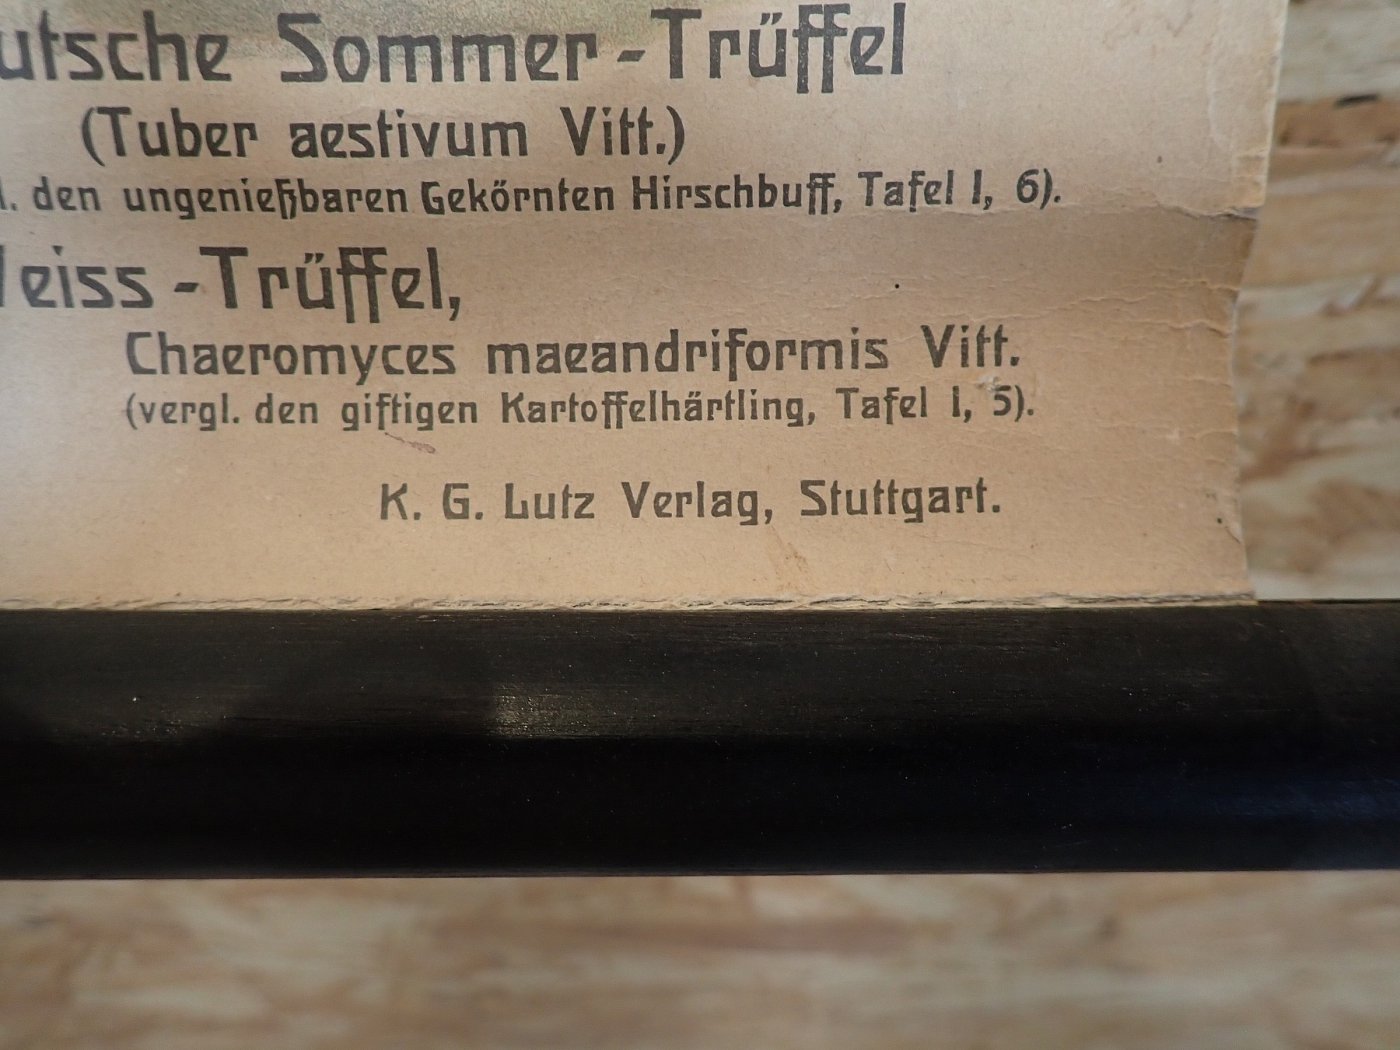 utsche Sommer-Trüffel
(Tuber aestivum Vitt.)
l. den ungenießbaren Gekörnten Hirschbuff, Tafel I, 6).
eiss-Trüffel,
Chaeromyces maeandriformis Vitt.
(vergl. den giftigen Kartoffelhärtling, Tafel I, 5).
K. G. Lutz Verlag, Stuttgart.